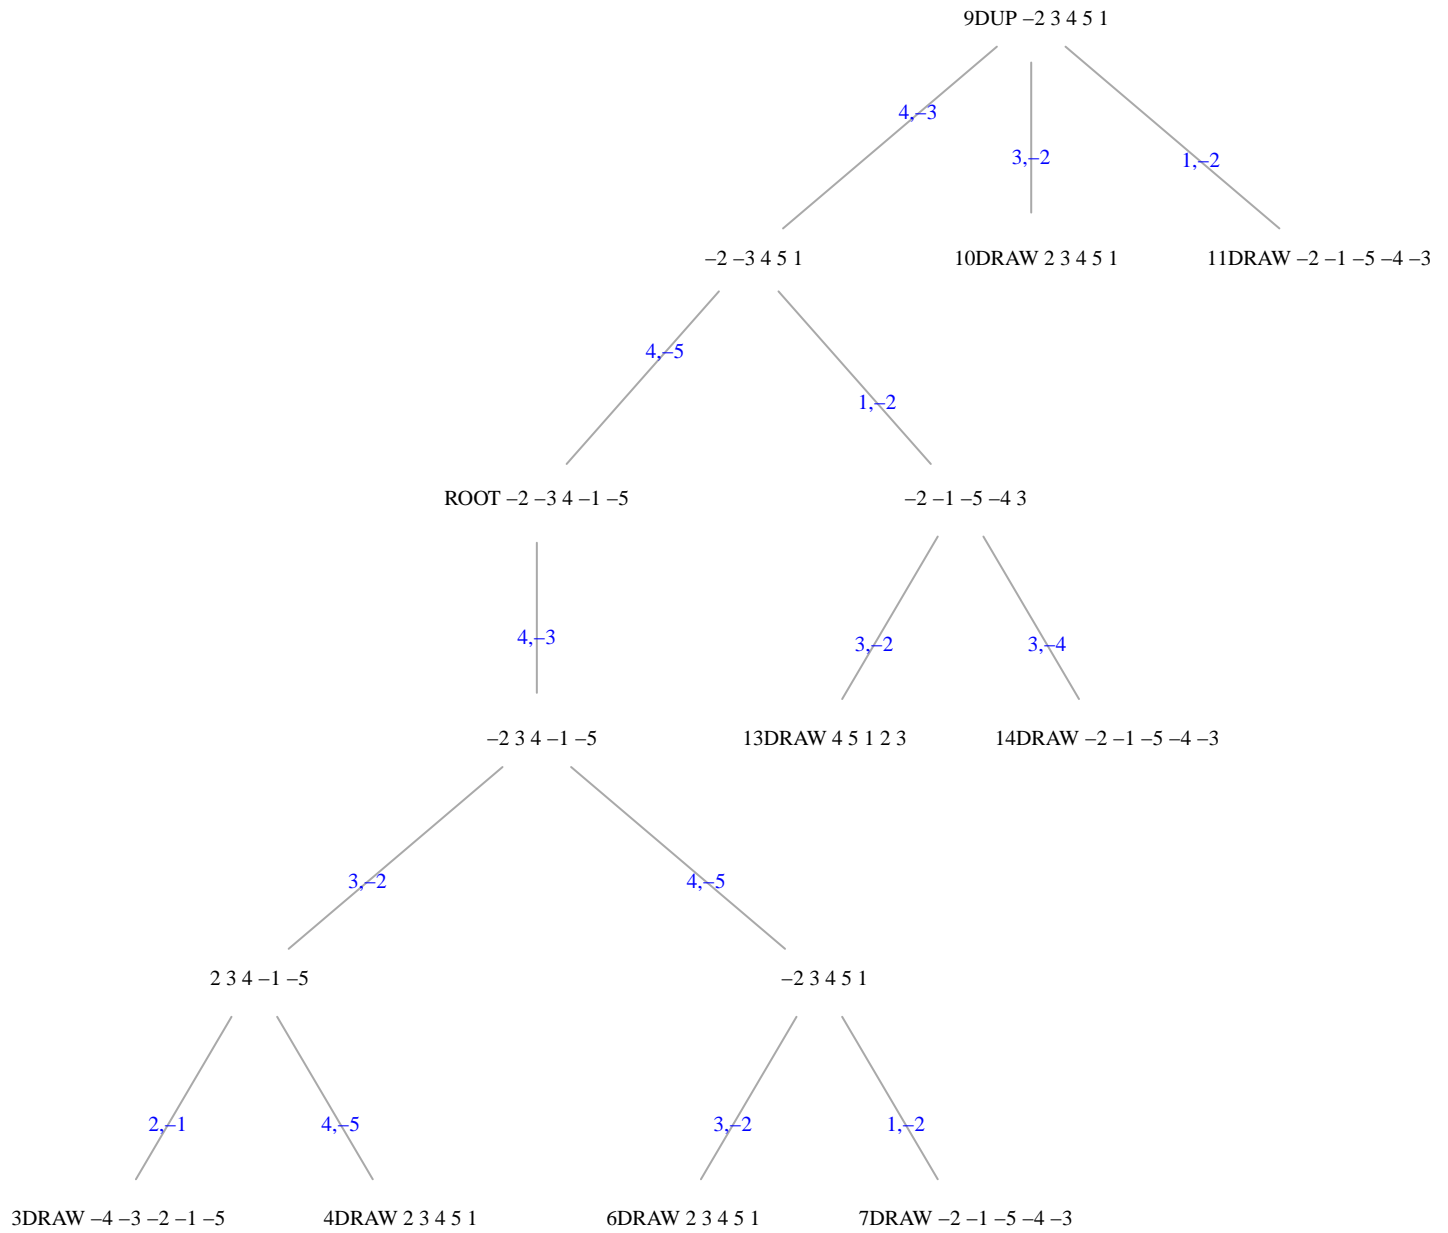 9DUP –2 3 4 5 1
4,–3
3,–2
1,–2
–2 –3 4 5 1
10DRAW 2 3 4 5 1
11DRAW –2 –1 –5 –4 –3
4,–5
1,–2
ROOT –2 –3 4 –1 –5
–2 –1 –5 –4 3
4,–3
3,–2
3,–4
–2 3 4 –1 –5
13DRAW 4 5 1 2 3
14DRAW –2 –1 –5 –4 –3
3,–2
4,–5
2 3 4 –1 –5
–2 3 4 5 1
2,–1
4,–5
3,–2
1,–2
3DRAW –4 –3 –2 –1 –5
4DRAW 2 3 4 5 1
6DRAW 2 3 4 5 1
7DRAW –2 –1 –5 –4 –3